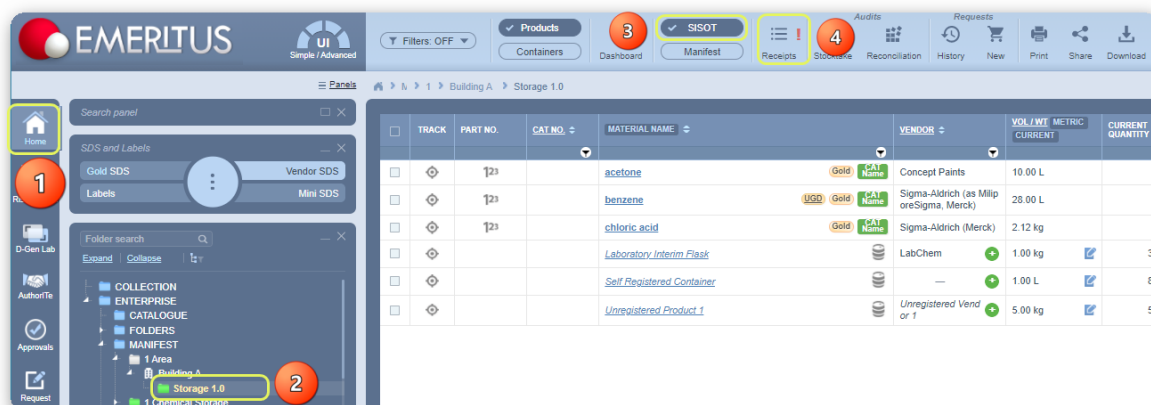 EMERITUS
UI
Simple / Advanced
Filters: OFF
Products
Containers
3
Dashboard
SISOT
Manifest
Receipts
!
4
Audits
Stocktake
Reconciliation
Requests
History
New
Print
Share
Download
Panels
1
Building A
Storage 1.0
Home
1
D-Gen Lab
AuthorITe
Approvals
Request
Search panel
SDS and Labels
Gold SDS
Vendor SDS
Labels
Mini SDS
Folder search
Expand
Collapse
COLLECTION
ENTERPRISE
CATALOGUE
FOLDERS
MANIFEST
1 Area
Building A
Storage 1.0
2
1 Chemical Storage
TRACK PART NO. CAT NO. MATERIAL NAME VENDOR VOL / WT METRIC CURRENT CURRENT QUANTITY
123 acetone Gold CAT Name Concept Paints 10.00 L
123 benzene UGD Gold CAT Name Sigma-Aldrich (as Milip
oreSigma, Merck) 28.00 L
123 chloric acid Gold CAT Name Sigma-Aldrich (Merck) 2.12 kg
Laboratory Interim Flask LabChem 1.00 kg
Self Registered Container — 1.00 L
Unregistered Product 1 Unregistered Vend
or 1 5.00 kg